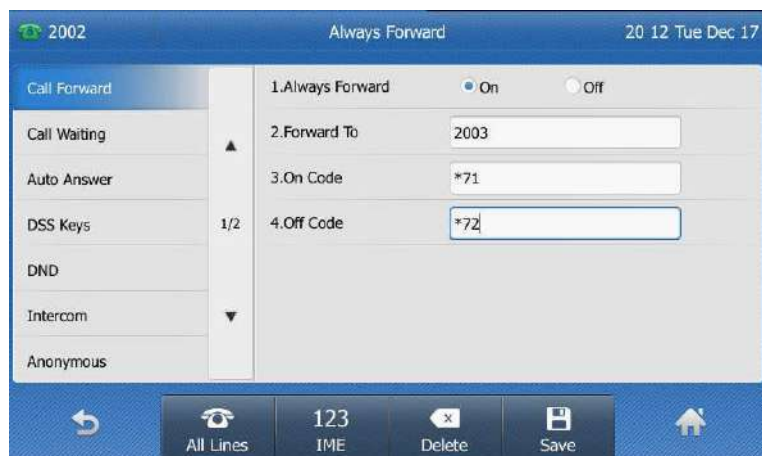 2002 Always Forward 20 12 Tue Dec 17
Call Forward
Call Waiting
Auto Answer
DSS Keys
DND
Intercom
Anonymous
1/2
1.Always Forward On Off
2.Forward To 2003
3.On Code *71
4.Off Code *72
All Lines
123
IME
Delete
Save